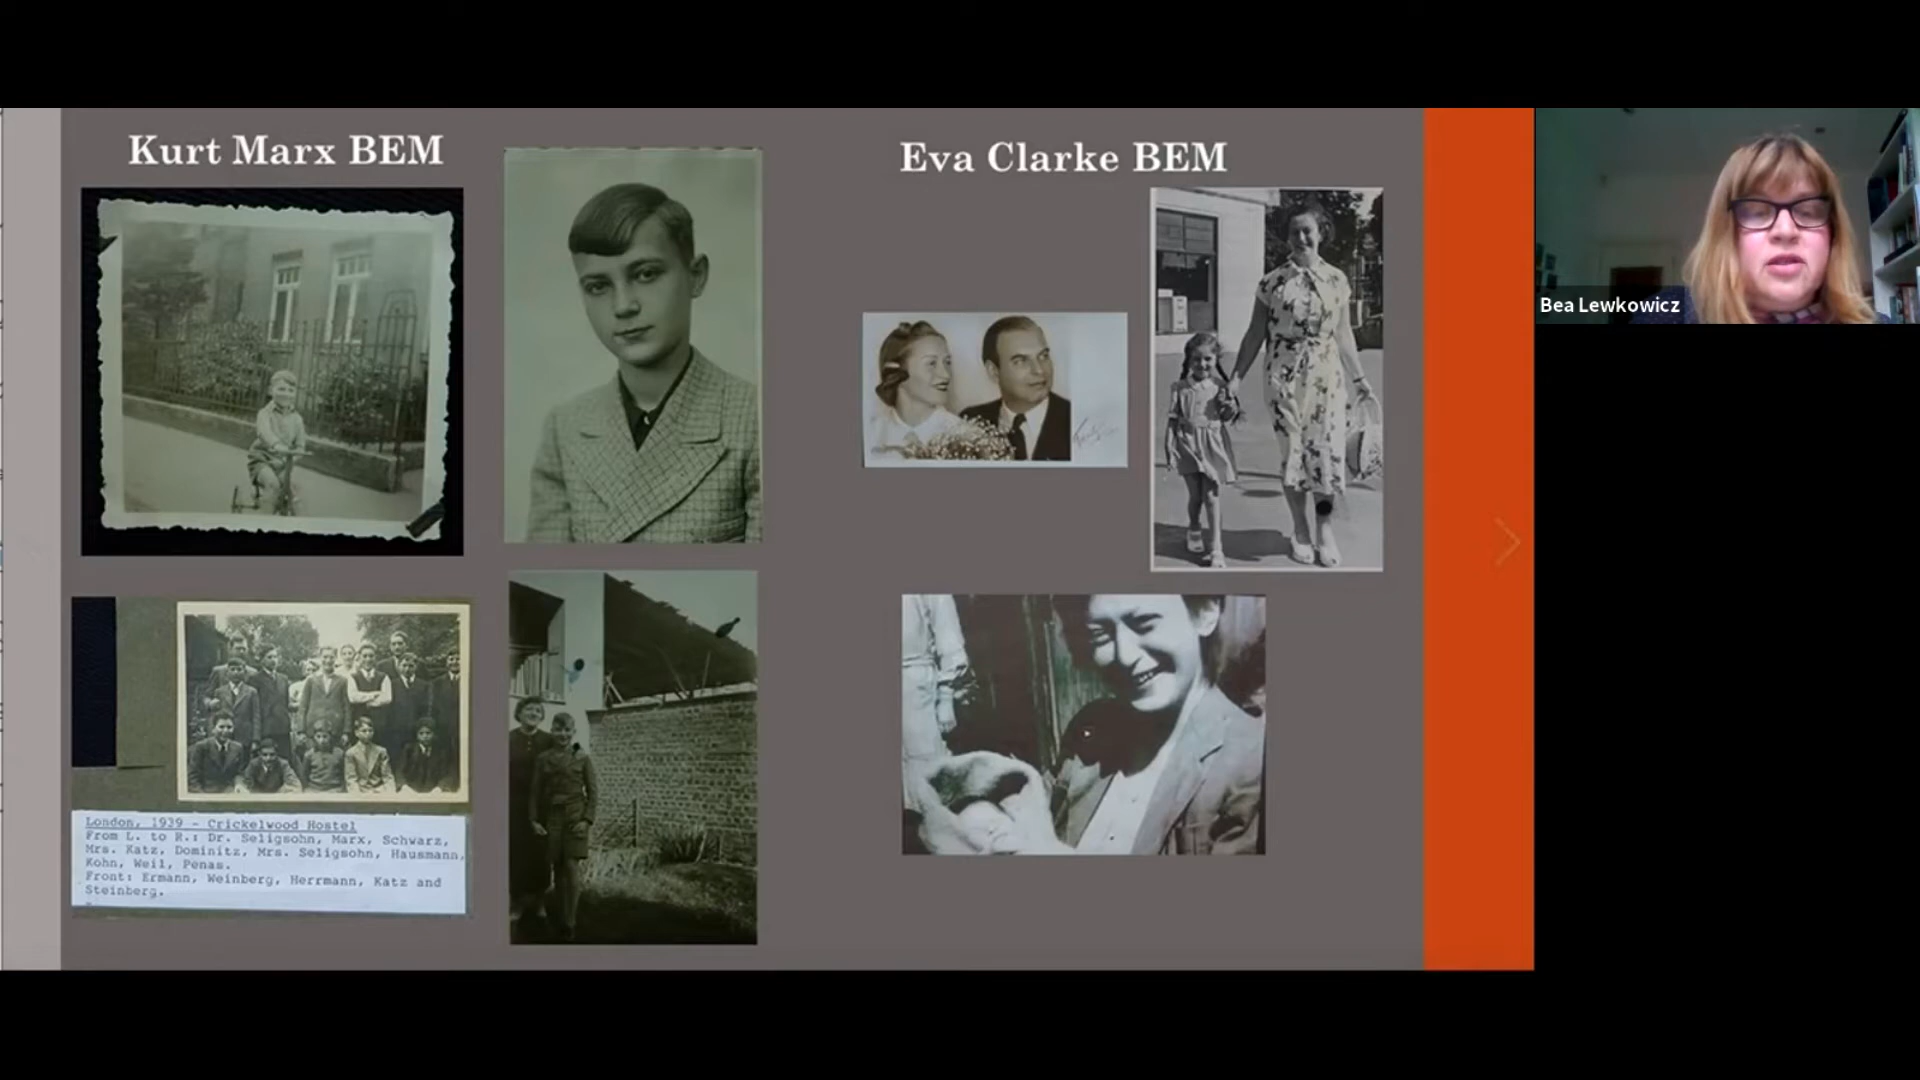 Kurt Marx BEM
Eva Clarke BEM
Bea Lewkowicz
London, 1939 - Crickelwood Hostel
From L. to R.: Dr. Seligsohn, Marx, Schwarz,
Mrs. Katz, Dominitz, Mrs. Seligsohn, Hausmann,
Kohn, Weil, Penas.
Front: Ermann, Weinberg, Herrmann, Katz and
Steinberg.